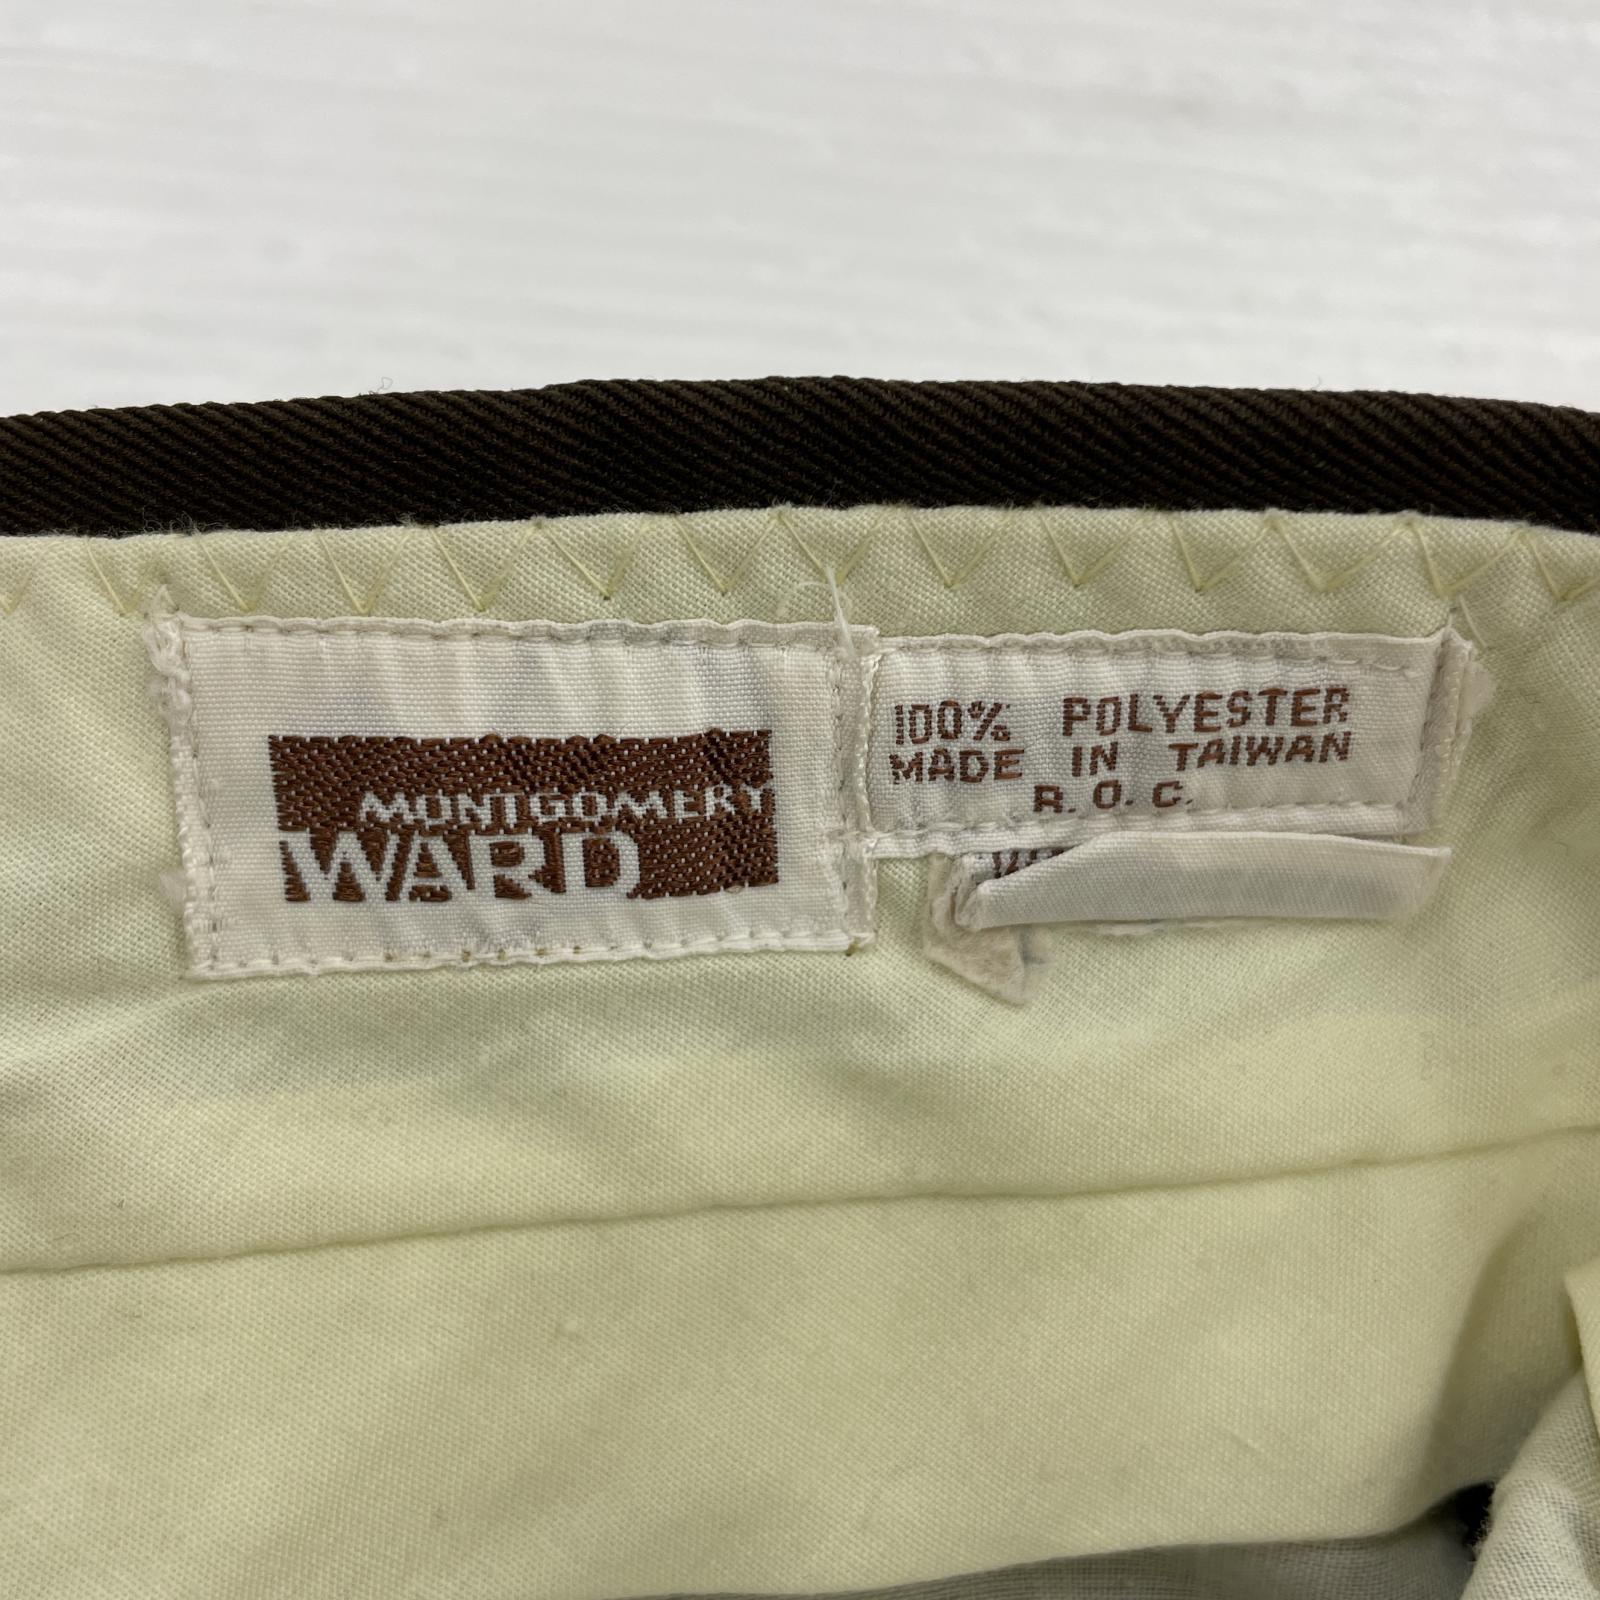 MONTGOMERY
WARD
100% POLYESTER
MADE IN TAIWAN
R. O. C.